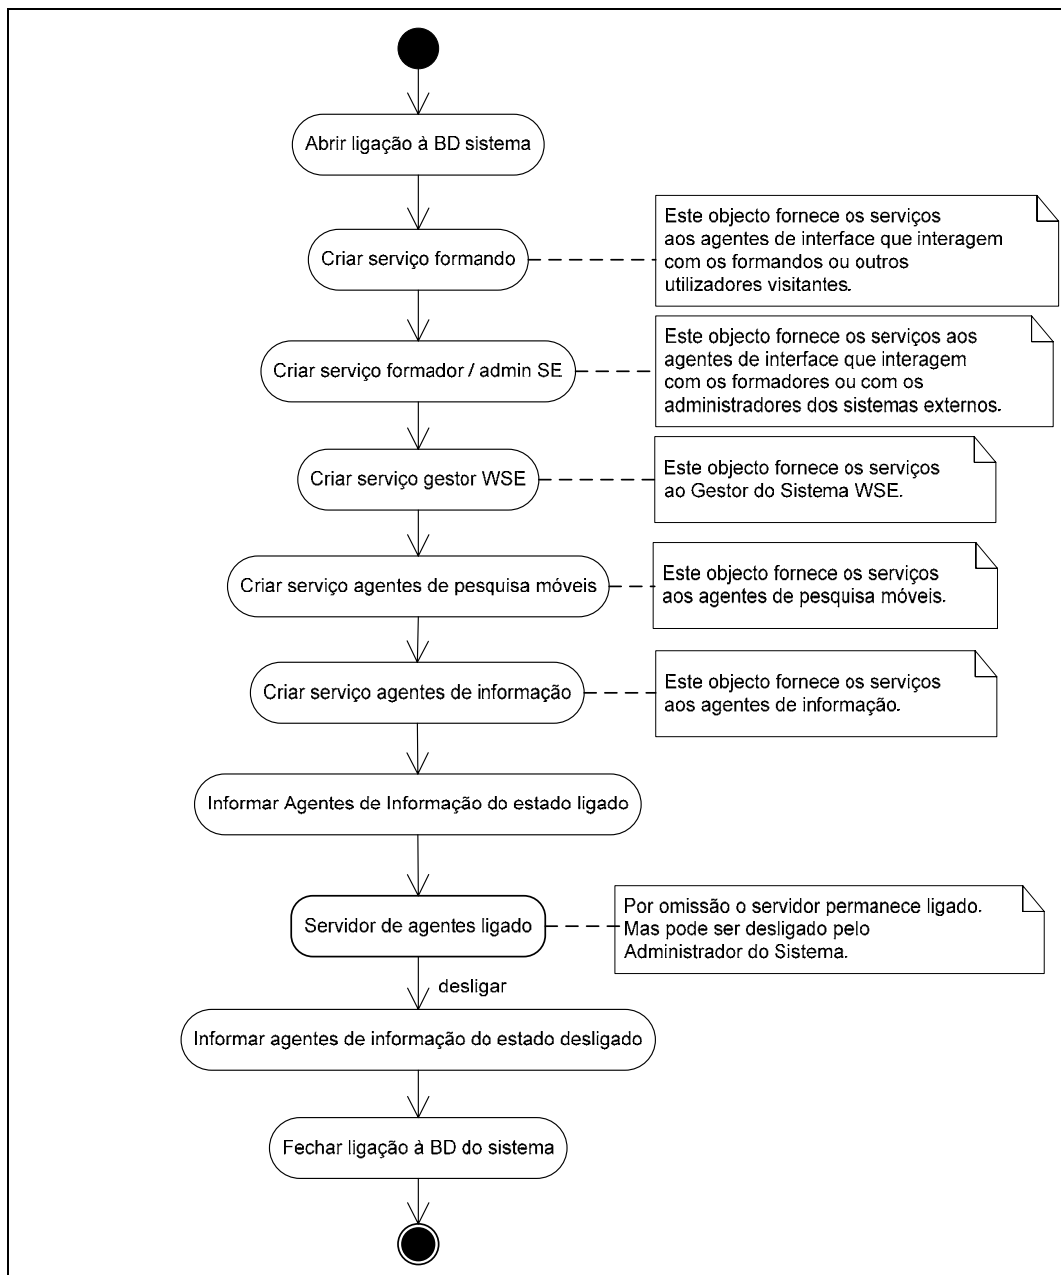 Abrir ligação à BD sistema
Criar serviço formando
Este objecto fornece os serviços
aos agentes de interface que interagem
com os formandos ou outros
utilizadores visitantes.
Criar serviço formador / admin SE
Este objecto fornece os serviços aos
agentes de interface que interagem
com os formadores ou com os
administradores dos sistemas externos.
Criar serviço gestor WSE
Este objecto fornece os serviços
ao Gestor do Sistema WSE.
Criar serviço agentes de pesquisa móveis
Este objecto fornece os serviços
aos agentes de pesquisa móveis.
Criar serviço agentes de informação
Este objecto fornece os serviços
aos agentes de informação.
Informar Agentes de Informação do estado ligado
Servidor de agentes ligado
Por omissão o servidor permanece ligado.
Mas pode ser desligado pelo
Administrador do Sistema.
desligar
Informar agentes de informação do estado desligado
Fechar ligação à BD do sistema